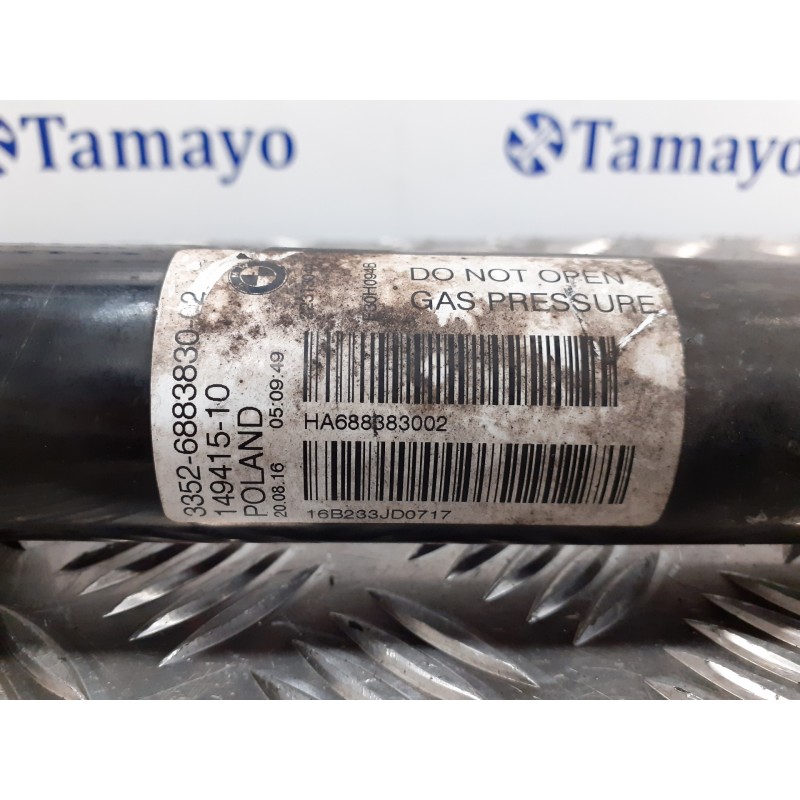 Tamayo
Tamayo
DO NOT OPEN
GAS PRESSURE
3352-6883830-02
149415-10
POLAND
20.08.16 05:09:49
HA688383002
16B233JD0717